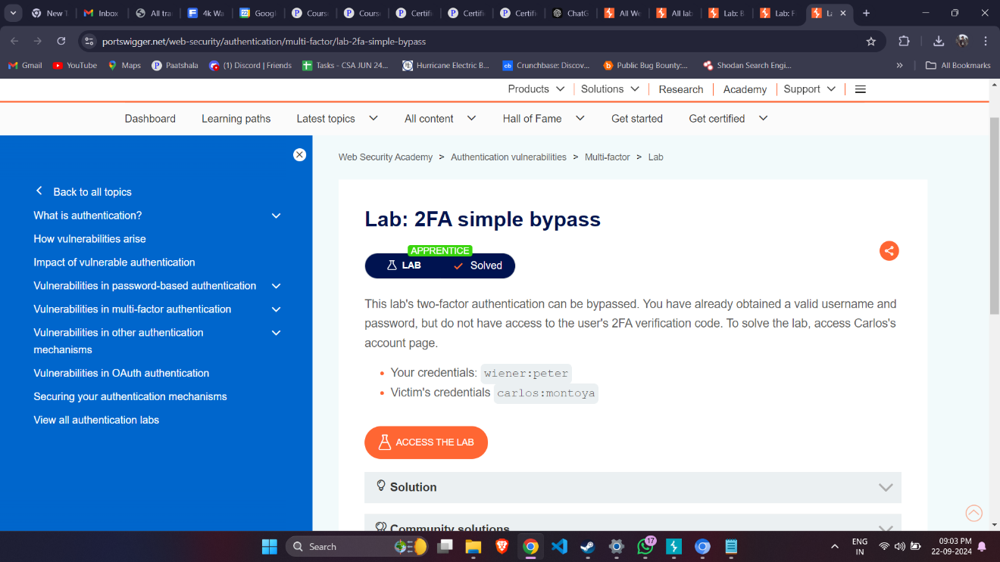 New T
Inbox
All tra
4k Wa
Googl
Cours
Cours
Certifi
Certifi
Certifi
ChatG
All We
All lab
Lab: B
Lab: F
La
portswigger.net/web-security/authentication/multi-factor/lab-2fa-simple-bypass
Gmail
YouTube
Maps
Paatshala
(1) Discord | Friends
Tasks - CSA JUN 24...
Hurricane Electric B...
Crunchbase: Discov...
Public Bug Bounty:...
Shodan Search Engi...
»
All Bookmarks
Products
Solutions
Research
Academy
Support
Dashboard
Learning paths
Latest topics
All content
Hall of Fame
Get started
Get certified
Back to all topics
What is authentication?
How vulnerabilities arise
Impact of vulnerable authentication
Vulnerabilities in password-based authentication
Vulnerabilities in multi-factor authentication
Vulnerabilities in other authentication
mechanisms
Vulnerabilities in OAuth authentication
Securing your authentication mechanisms
View all authentication labs
Web Security Academy > Authentication vulnerabilities > Multi-factor > Lab
Lab: 2FA simple bypass
APPRENTICE
LAB
Solved
This lab's two-factor authentication can be bypassed. You have already obtained a valid username and
password, but do not have access to the user's 2FA verification code. To solve the lab, access Carlos's
account page.
• Your credentials: wiener:peter
• Victim's credentials carlos:montoya
ACCESS THE LAB
Solution
Community solutions
Search
17
ENG
IN
09:03 PM
22-09-2024